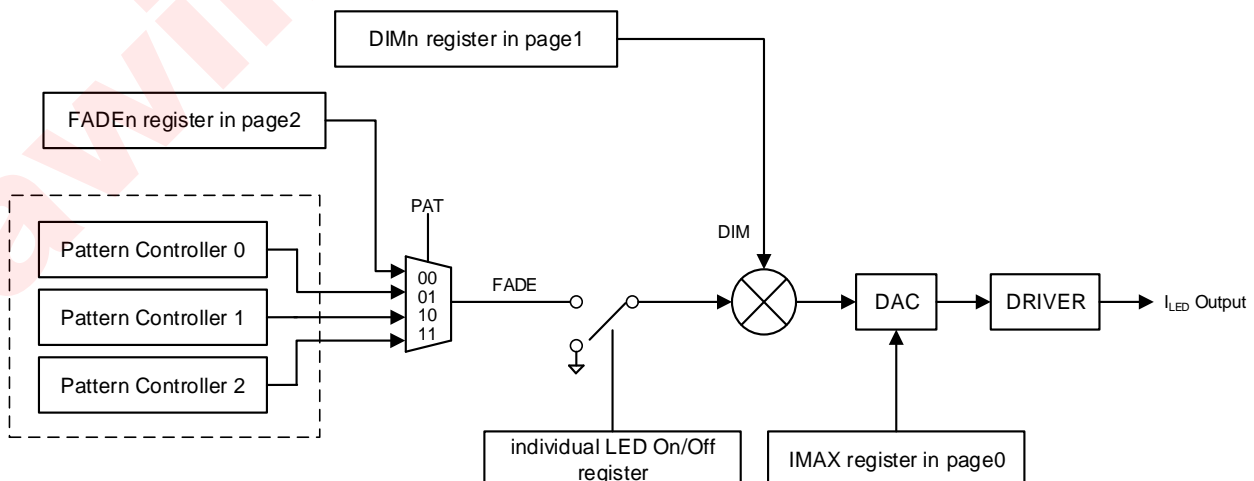 DIMn register in page1
FADEn register in page2
PAT
Pattern Controller 0
Pattern Controller 1
Pattern Controller 2
00
01
10
11
FADE
DIM
DAC
DRIVER
ILED Output
individual LED On/Off
register
IMAX register in page0